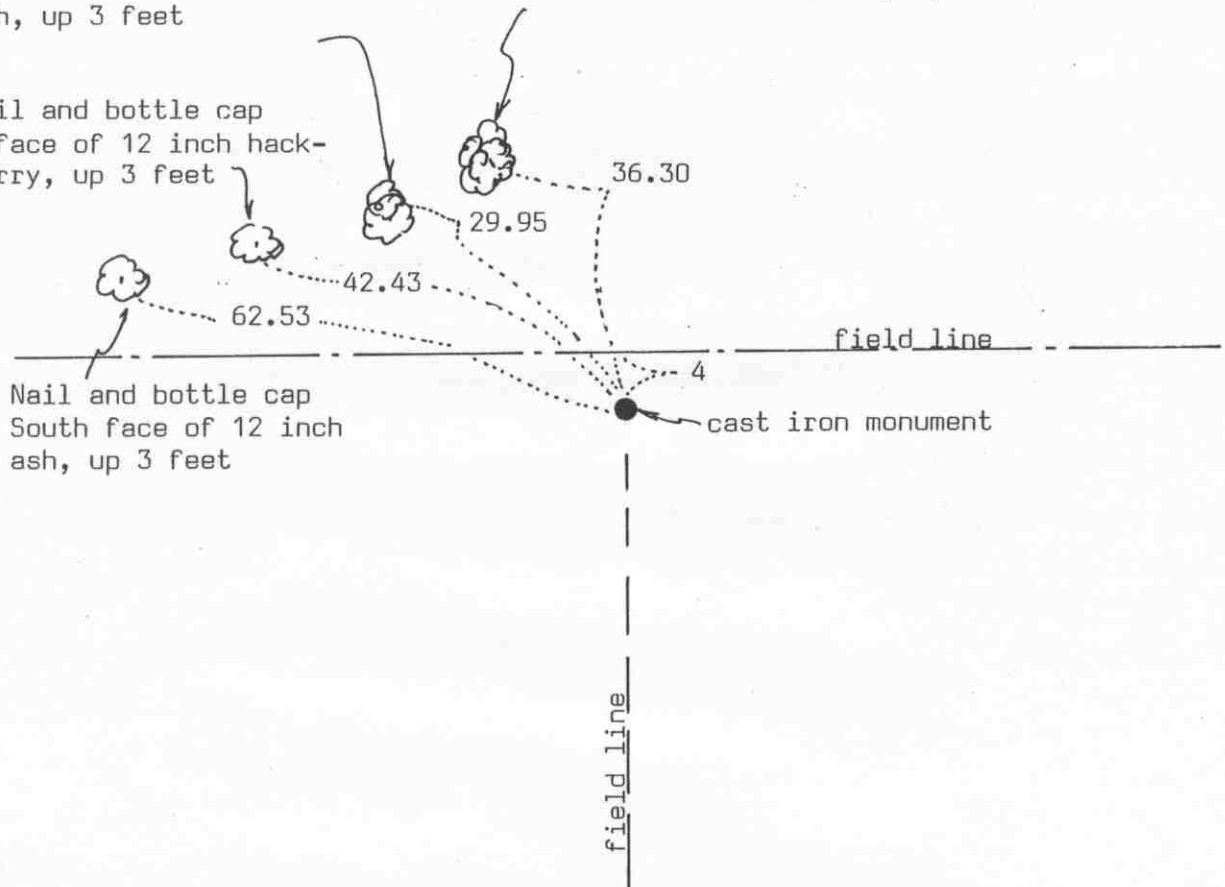 up 3 feet
and bottle cap
face of 12 inch hack-
up 3 feet
36.30
29.95
42.43
62.53
field line
4
Nail and bottle cap
South face of 12 inch
ash, up 3 feet
cast iron monument
field line